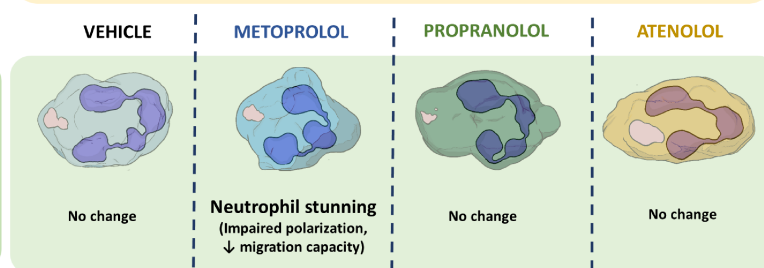 VEHICLE
METOPROLOL
PROPRANOLOL
ATENOLOL
No change
Neutrophil stunning
(Impaired polarization,
↓ migration capacity)
No change
No change